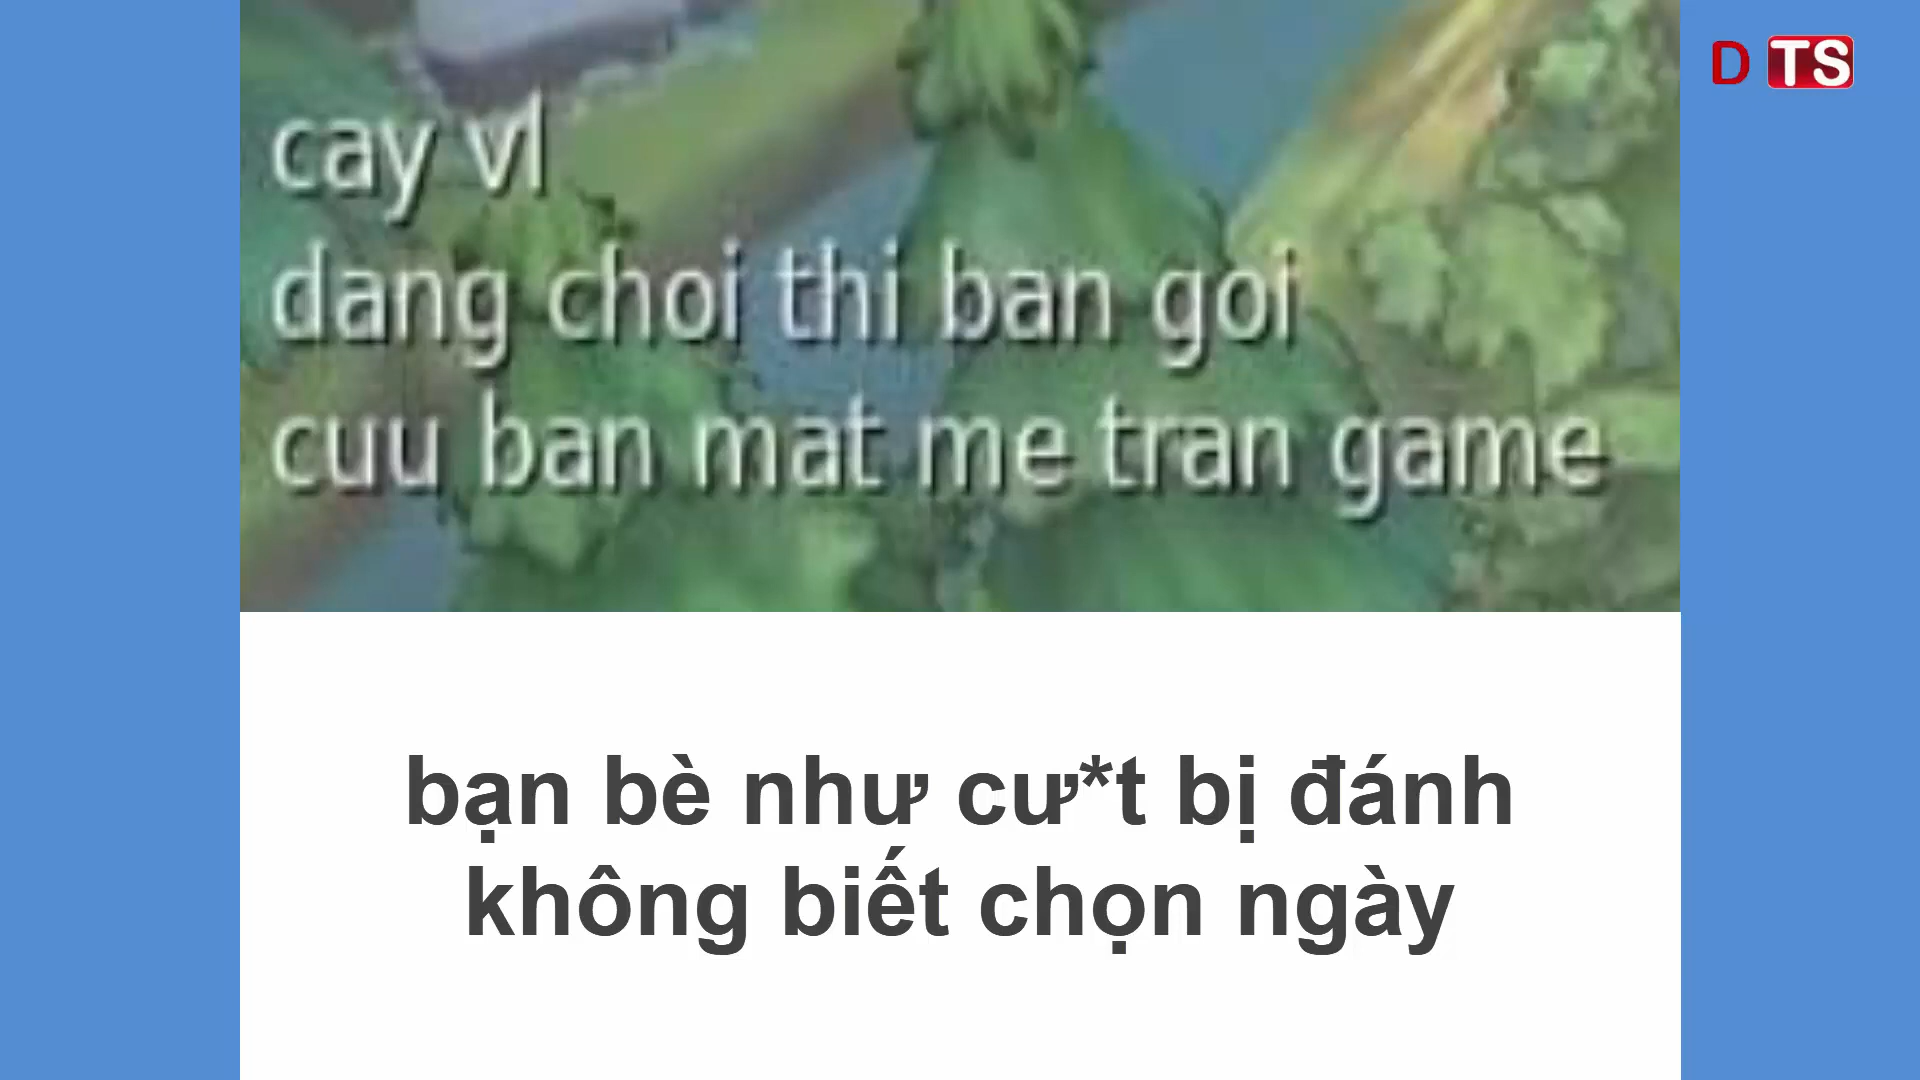 D TS
cay vl
dang choi thi ban goi
cuu ban mat me tran game
bạn bè như cư*t bị đánh
không biết chọn ngày